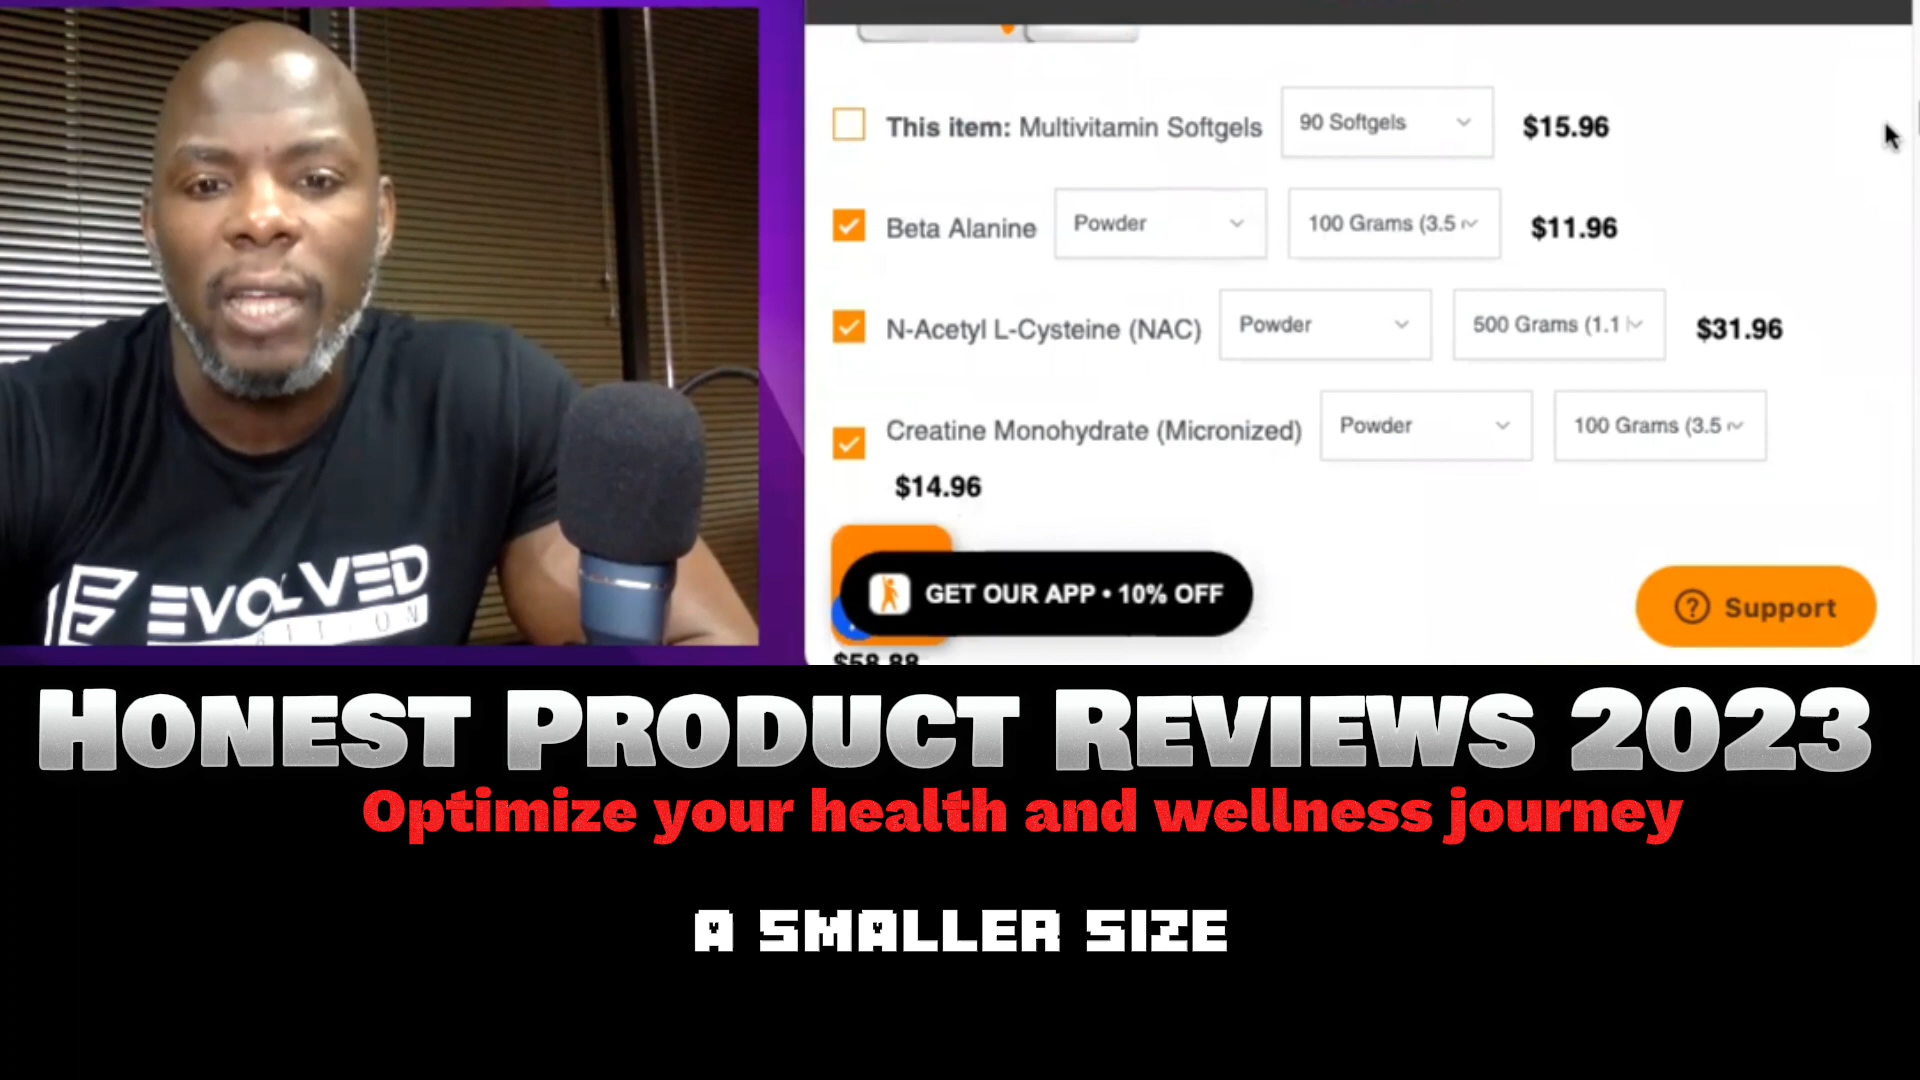 This item: Multivitamin Softgels 90 Softgels $15.96
Beta Alanine Powder 100 Grams (3.5 $11.96
N-Acetyl L-Cysteine (NAC) Powder 500 Grams (1.1 $31.96
Creatine Monohydrate (Micronized) Powder 100 Grams (3.5
$14.96
GET OUR APP • 10% OFF
Support
$58.88
EVOLVED
HONEST PRODUCT REVIEWS 2023
Optimize your health and wellness journey
A SMALLER SIZE